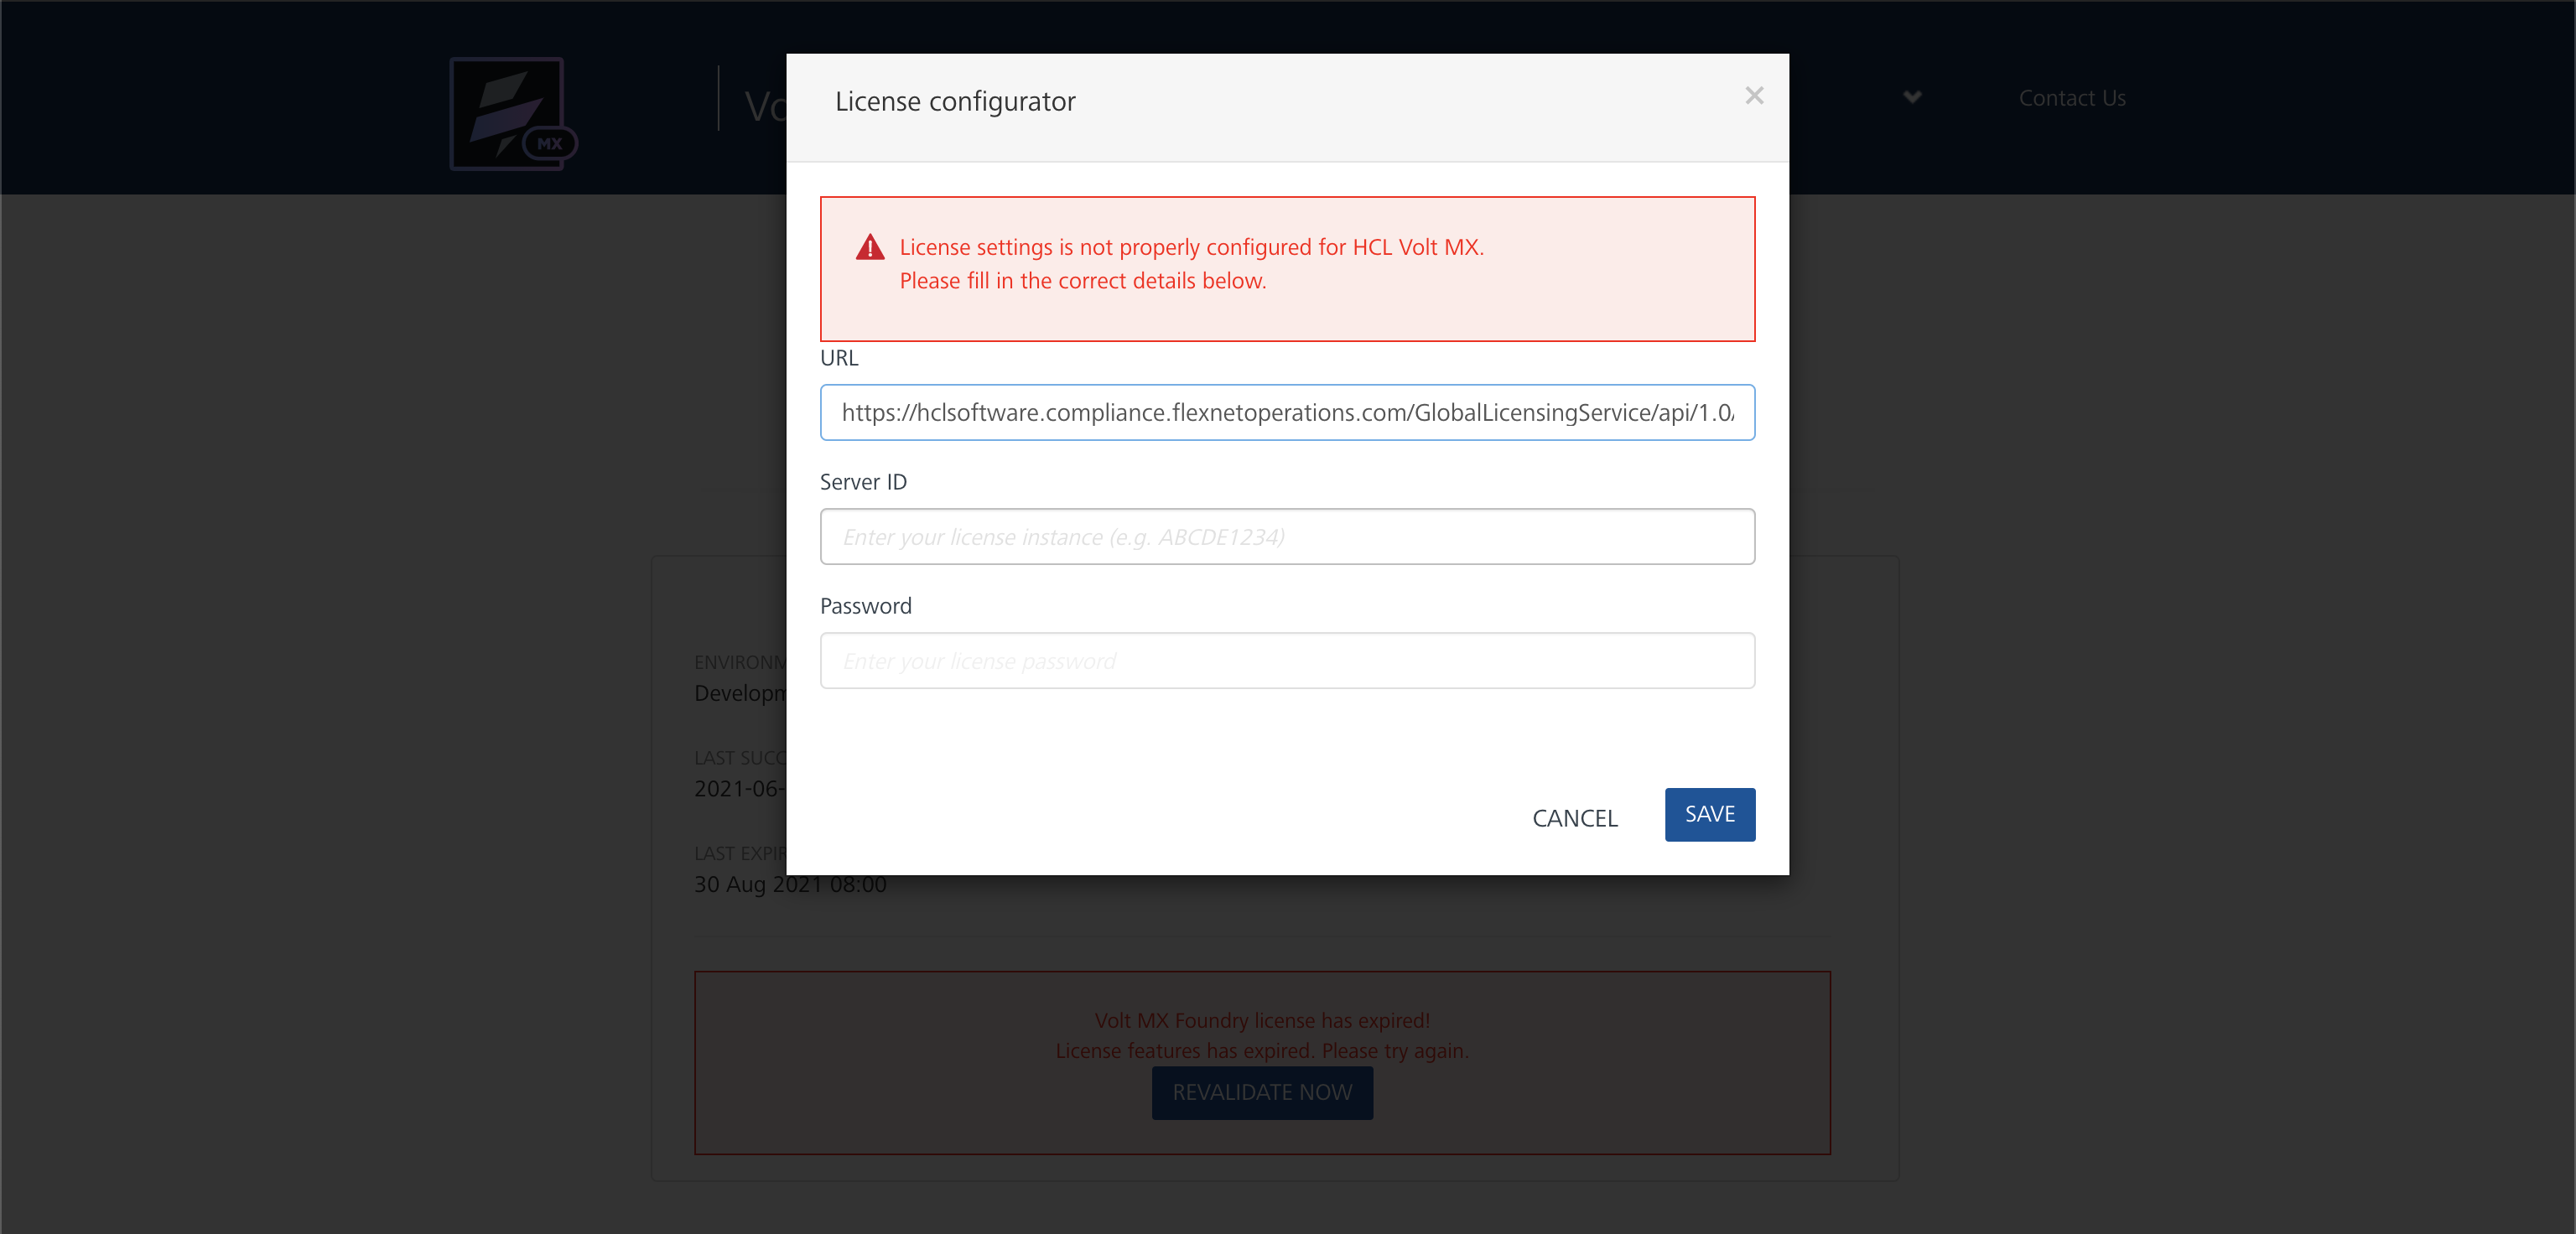 MX
Vo
License configurator
×
Contact Us
License settings is not properly configured for HCL Volt MX.
Please fill in the correct details below.
URL
https://hclsoftware.compliance.flexnetoperations.com/GlobalLicensingService/api/1.0/
Server ID
Enter your license instance (e.g. ABCDE1234)
Password
Enter your license password
CANCEL
SAVE
ENVIRONM
Developm
LAST SUCC
2021-06-
LAST EXPIR
30 Aug 2021 08:00
Volt MX Foundry license has expired!
License features has expired. Please try again.
REVALIDATE NOW